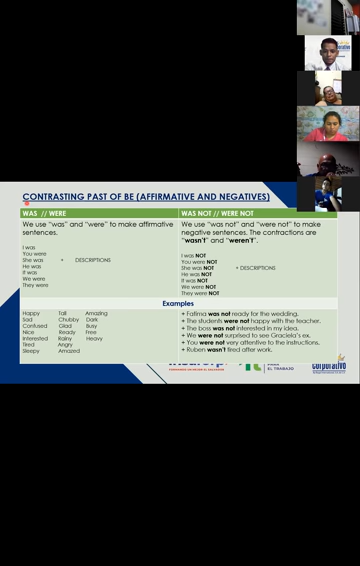 CONTRASTING PAST OF BE (AFFIRMATIVE AND NEGATIVES)
WAS // WERE
We use "was" and "were" to make affirmative
sentences.
I was
You were
She was + DESCRIPTIONS
He was
It was
We were
They were
WAS NOT // WERE NOT
We use "was not" and "were not" to make
negative sentences. The contractions are
"wasn't" and "weren't".
I was NOT
You were NOT
She was NOT + DESCRIPTIONS
He was NOT
It was NOT
We were NOT
They were NOT
Examples
Happy Tall Amazing
Sad Chubby Dark
Confused Glad Busy
Nice Ready Free
Interested Rainy Heavy
Tired Angry
Sleepy Amazed
+ Fatima was not ready for the wedding.
+ The students were not happy with the teacher.
+ The boss was not interested in my idea.
+ We were not surprised to see Graciela's ex.
+ You were not very attentive to the instructions.
+ Ruben wasn't tired after work.
EL TRABAJO
corporativo